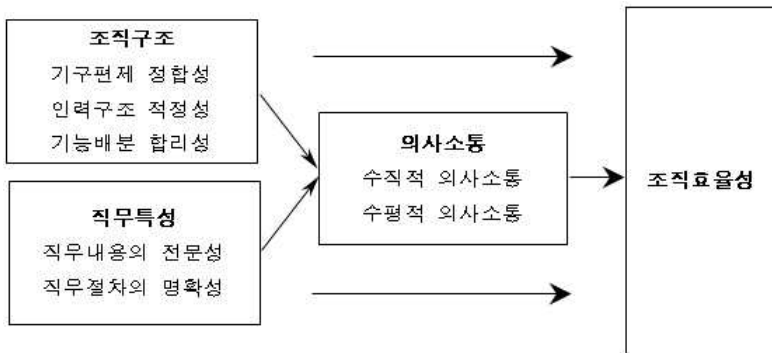 조직구조
기구편제 정합성
인력구조 적정성
기능배분 합리성
직무특성
직무내용의 전문성
직무절차의 명확성
의사소통
수직적 의사소통
수평적 의사소통
조직효율성